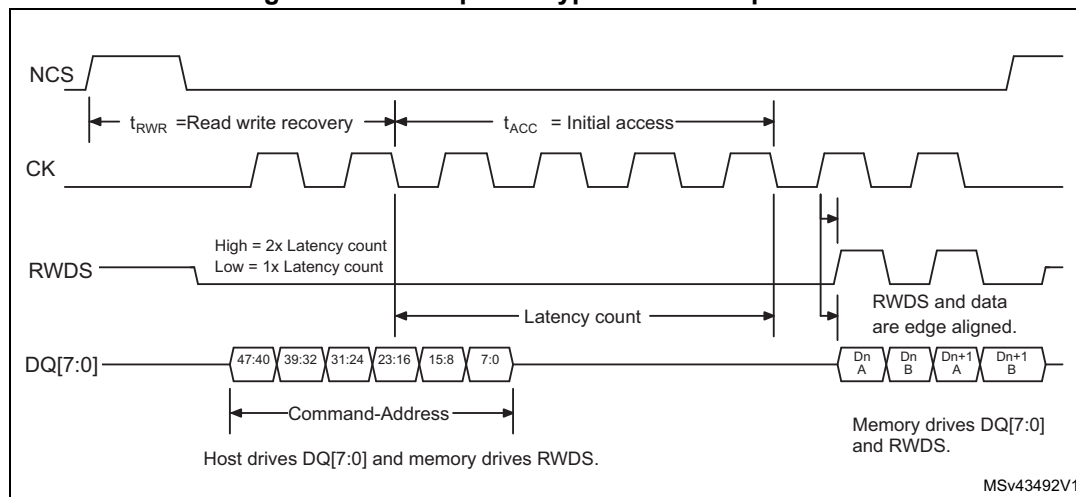 NCS
tRWR =Read write recovery
tACC = Initial access
CK
High = 2x Latency count
Low = 1x Latency count
RWDS
RWDS and data
are edge aligned.
Latency count
DQ[7:0]
47:40 39:32 31:24 23:16 15:8 7:0
Dn A Dn B Dn+1 A Dn+1 B
Command-Address
Host drives DQ[7:0] and memory drives RWDS.
Memory drives DQ[7:0]
and RWDS.
MSv43492V1